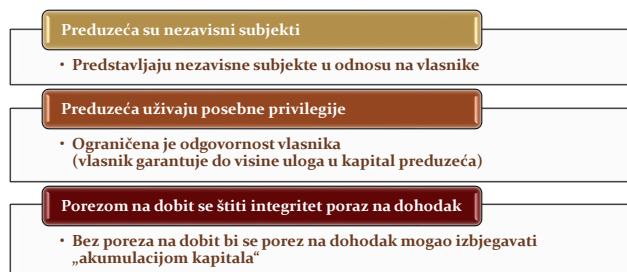 Preduzeća su nezavisni subjekti
• Predstavljaju nezavisne subjekte u odnosu na vlasnike
Preduzeća uživaju posebne privilegije
• Ograničena je odgovornost vlasnika
(vlasnik garantuje do visine uloga u kapital preduzeća)
Porezom na dobit se štiti integritet poraz na dohodak
• Bez poreza na dobit bi se porez na dohodak mogao izbjegavati
„akumulacijom kapitala“